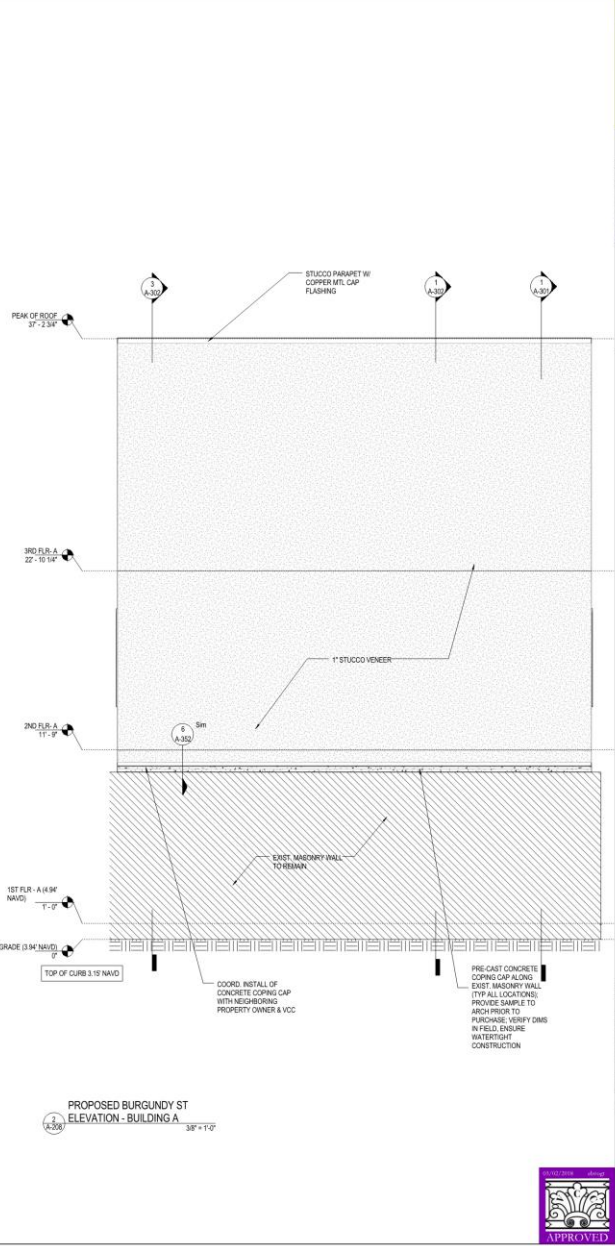 STUCCO PARAPET W/
COPPER MTL CAP
FLASHING
3
A-302
1
A-302
1
A-301
PEAK OF ROOF
37' - 2 3/4"
3RD FLR- A
22' - 10 1/4"
1" STUCCO VENEER
2ND FLR- A
11' - 9"
6
A-352
Sim
EXIST. MASONRY WALL
TO REMAIN
1ST FLR - A (4.94'
NAVD)
1' - 0"
GRADE (3.94' NAVD)
0"
TOP OF CURB 3.15' NAVD
COORD. INSTALL OF
CONCRETE COPING CAP
WITH NEIGHBORING
PROPERTY OWNER & VCC
PRE-CAST CONCRETE
COPING CAP ALONG
EXIST. MASONRY WALL
(TYP ALL LOCATIONS);
PROVIDE SAMPLE TO
ARCH PRIOR TO
PURCHASE; VERIFY DIMS
IN FIELD, ENSURE
WATERTIGHT
CONSTRUCTION
PROPOSED BURGUNDY ST
ELEVATION - BUILDING A
2
A-208
3/8" = 1'-0"
APPROVED